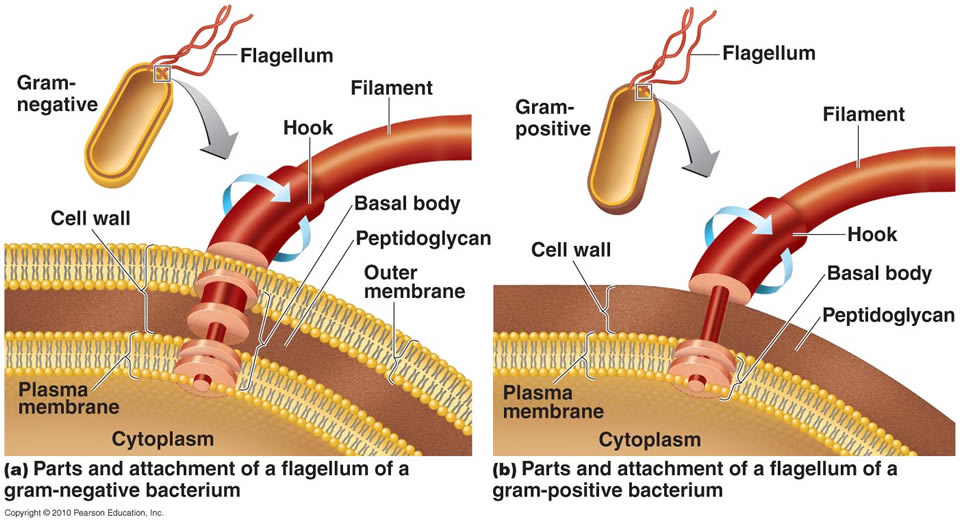 Flagellum
Gram-
negative
Filament
Hook
Cell wall
Basal body
Peptidoglycan
Outer
membrane
Plasma
membrane
Cytoplasm
(a) Parts and attachment of a flagellum of a
gram-negative bacterium
Flagellum
Gram-
positive
Filament
Hook
Cell wall
Basal body
Peptidoglycan
Plasma
membrane
Cytoplasm
(b) Parts and attachment of a flagellum of a
gram-positive bacterium
Copyright © 2010 Pearson Education, Inc.